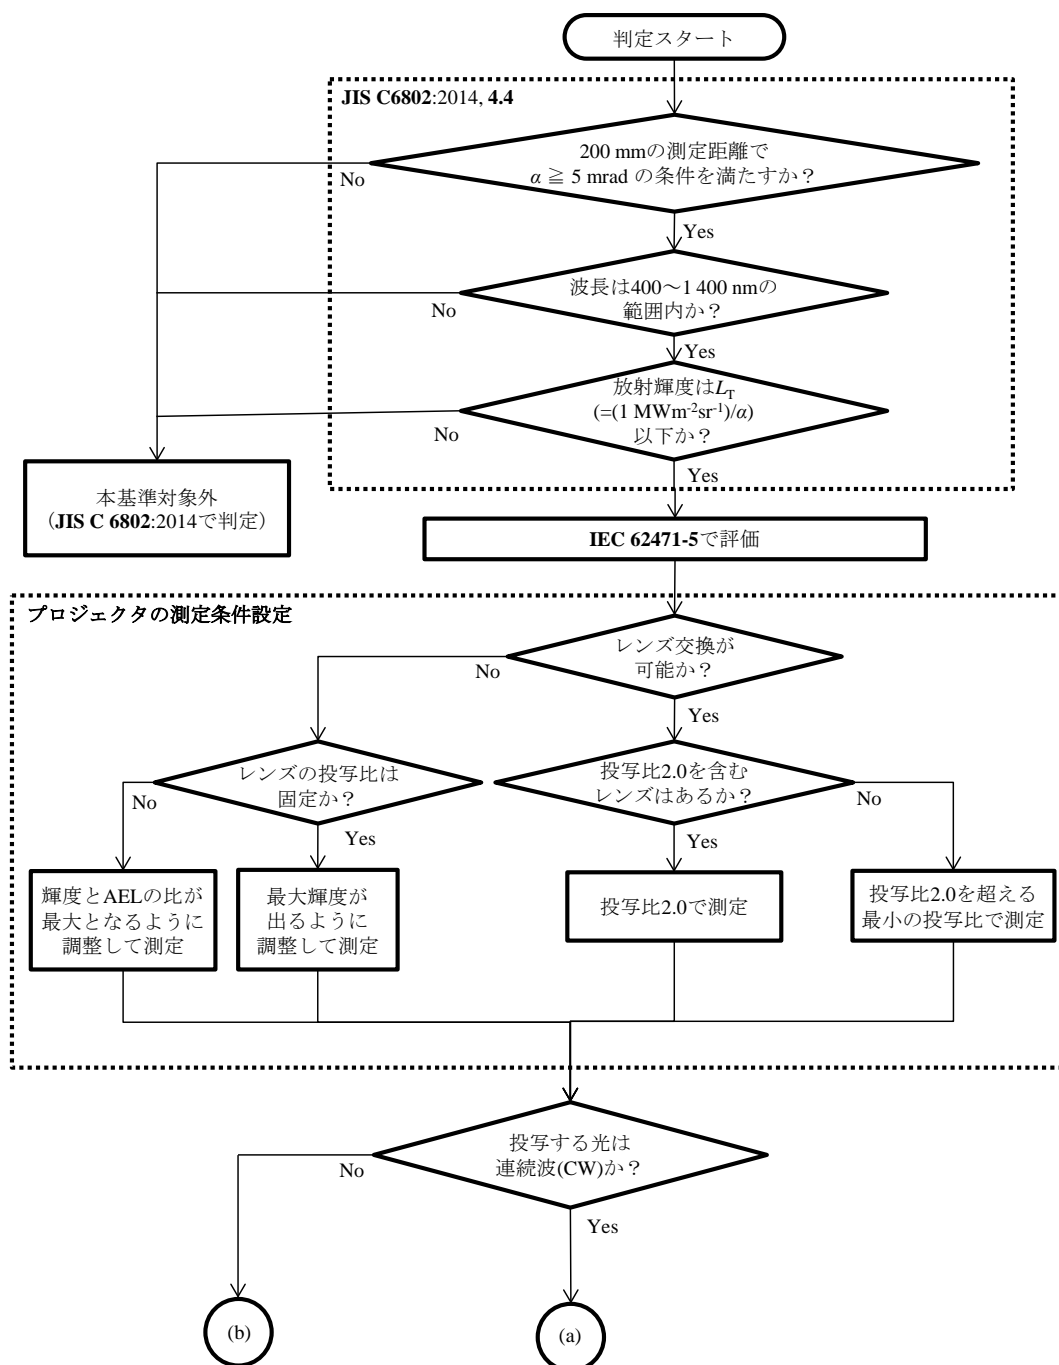 判定スタート
JIS C6802:2014, 4.4
200 mmの測定距離で
α ≧ 5 mrad の条件を満たすか？
No
Yes
波長は400～1 400 nmの
範囲内か？
No
Yes
放射輝度はLT
(=(1 MWm-2sr-1)/α)
以下か？
No
Yes
本基準対象外
（JIS C 6802:2014で判定）
IEC 62471-5で評価
プロジェクタの測定条件設定
レンズ交換が
可能か？
No
Yes
レンズの投写比は
固定か？
No
Yes
投写比2.0を含む
レンズはあるか？
No
Yes
輝度とAELの比が
最大となるように
調整して測定
最大輝度が
出るように
調整して測定
投写比2.0で測定
投写比2.0を超える
最小の投写比で測定
投写する光は
連続波(CW)か？
No
Yes
(b)
(a)